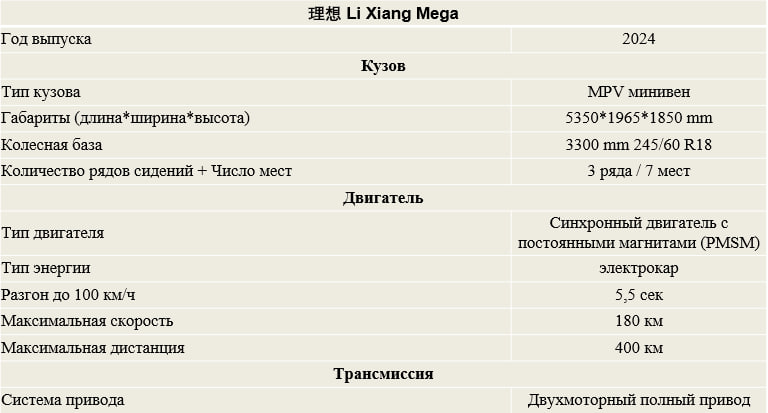 理想 Li Xiang Mega
Год выпуска 2024
Кузов
Тип кузова MPV минивен
Габариты (длина*ширина*высота) 5350*1965*1850 mm
Колесная база 3300 mm 245/60 R18
Количество рядов сидений + Число мест 3 ряда / 7 мест
Двигатель
Тип двигателя Синхронный двигатель с
постоянными магнитами (PMSM)
Тип энергии электрокар
Разгон до 100 км/ч 5,5 сек
Максимальная скорость 180 км
Максимальная дистанция 400 км
Трансмиссия
Система привода Двухмоторный полный привод